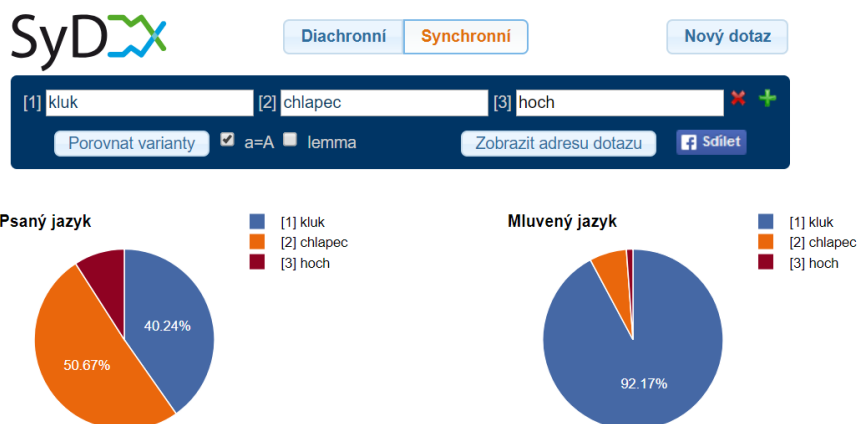 SyD
Diachronní Synchronní Nový dotaz
[1] kluk [2] chlapec [3] hoch
Porovnat varianty a=A lemma Zobrazit adresu dotazu f Sdílet
Psaný jazyk
[1] kluk
[2] chlapec
[3] hoch
40.24%
50.67%
Mluvený jazyk
[1] kluk
[2] chlapec
[3] hoch
92.17%